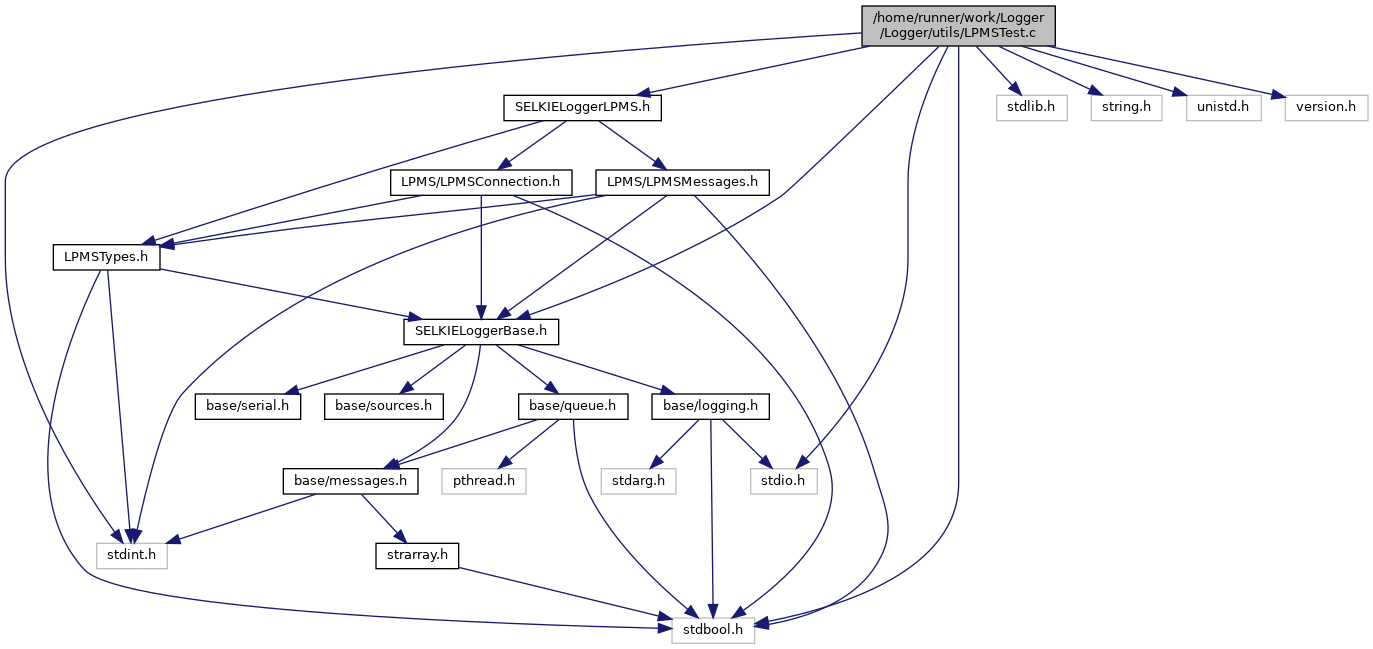 /home/runner/work/Logger
/Logger/utils/LPMSTest.c
SELKIELoggerLPMS.h
stdlib.h
string.h
unistd.h
version.h
LPMS/LPMSConnection.h
LPMS/LPMSMessages.h
LPMSTypes.h
SELKIELoggerBase.h
base/serial.h
base/sources.h
base/queue.h
base/logging.h
base/messages.h
pthread.h
stdarg.h
stdio.h
stdint.h
strarray.h
stdbool.h